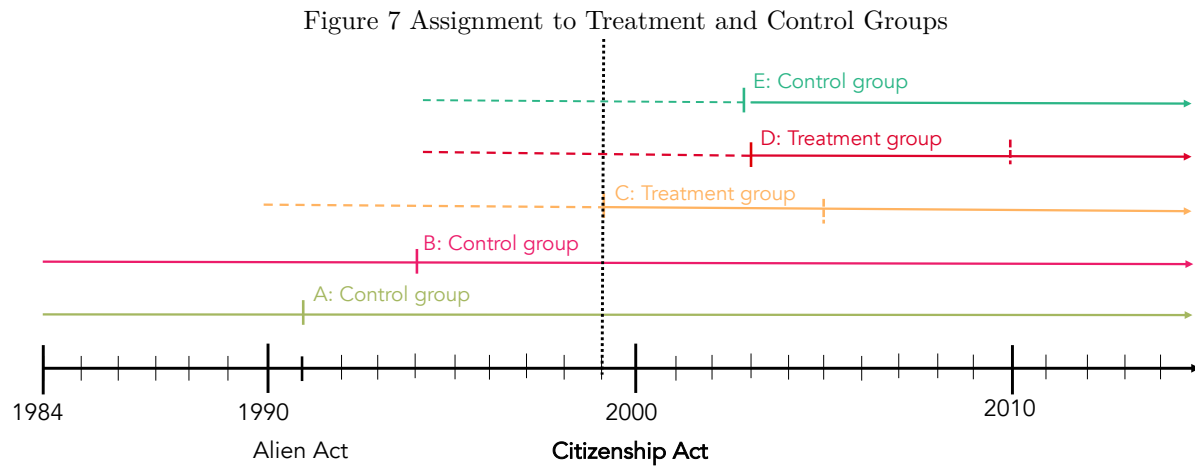 Figure 7 Assignment to Treatment and Control Groups
E: Control group
D: Treatment group
C: Treatment group
B: Control group
A: Control group
1984 1990 2000 2010
Alien Act Citizenship Act